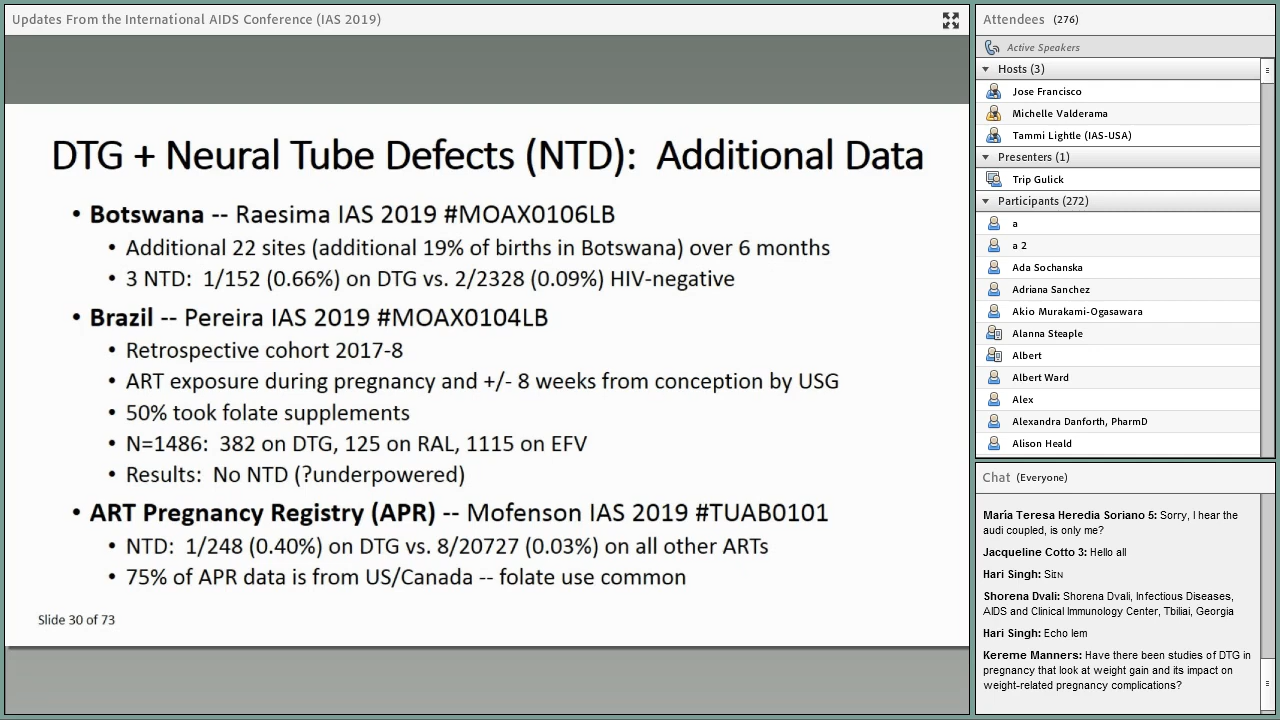 Updates From the International AIDS Conference (IAS 2019)
DTG + Neural Tube Defects (NTD): Additional Data
• Botswana -- Raesima IAS 2019 #MOAX0106LB
• Additional 22 sites (additional 19% of births in Botswana) over 6 months
• 3 NTD: 1/152 (0.66%) on DTG vs. 2/2328 (0.09%) HIV-negative
• Brazil -- Pereira IAS 2019 #MOAX0104LB
• Retrospective cohort 2017-8
• ART exposure during pregnancy and +/- 8 weeks from conception by USG
• 50% took folate supplements
• N=1486: 382 on DTG, 125 on RAL, 1115 on EFV
• Results: No NTD (?underpowered)
• ART Pregnancy Registry (APR) -- Mofenson IAS 2019 #TUAB0101
• NTD: 1/248 (0.40%) on DTG vs. 8/20727 (0.03%) on all other ARTs
• 75% of APR data is from US/Canada -- folate use common
Slide 30 of 73
Attendees (276)
Active Speakers
Hosts (3)
Jose Francisco
Michelle Valderama
Tammi Lightle (IAS-USA)
Presenters (1)
Trip Gulick
Participants (272)
a
a 2
Ada Sochanska
Adriana Sanchez
Akio Murakami-Ogasawara
Alanna Steaple
Albert
Albert Ward
Alex
Alexandra Danforth, PharmD
Alison Heald
Chat (Everyone)
Maria Teresa Heredia Soriano 5: Sorry, I hear the
audi coupled, is only me?
Jacqueline Cotto 3: Hello all
Hari Singh: Sɪɪɴ
Shorena Dvali: Shorena Dvali, Infectious Diseases,
AIDS and Clinical Immunology Center, Tbiliai, Georgia
Hari Singh: Echo lem
Kereme Manners: Have there been studies of DTG in
pregnancy that look at weight gain and its impact on
weight-related pregnancy complications?